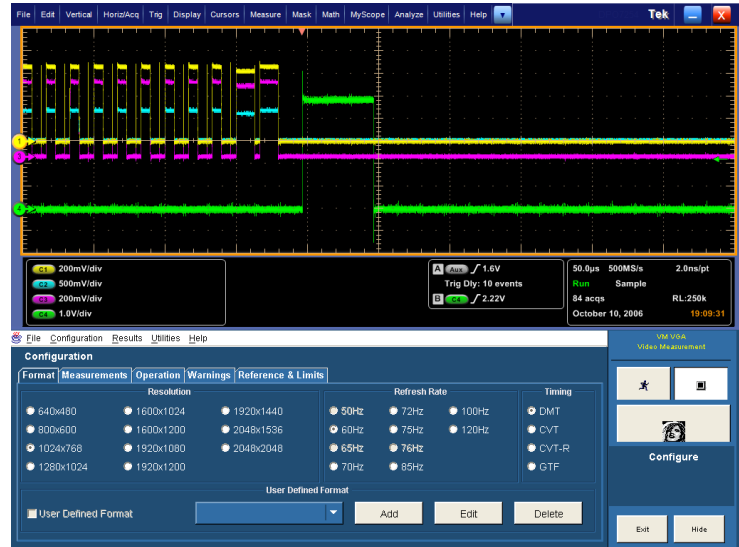 File Edit Vertical Horiz/Acq Trig Display Cursors Measure Mask Math MyScope Analyze Utilities Help Tek X
1
3
4
C1 200mV/div
C2 500mV/div
C3 200mV/div
C4 1.0V/div
A Aux 1.6V
Trig Dly: 10 events
B C4 2.22V
50.0µs 500MS/s 2.0ns/pt
Run Sample
84 acqs RL:250k
October 10, 2006 19:09:31
File Configuration Results Utilities Help
VM VGA
Video Measurement
Configuration
Format Measurements Operation Warnings Reference & Limits
Resolution Refresh Rate Timing
640x480 1600x1024 1920x1440 50Hz 72Hz 100Hz DMT
800x600 1600x1200 2048x1536 60Hz 75Hz 120Hz CVT
1024x768 1920x1080 2048x2048 65Hz 76Hz CVT-R
1280x1024 1920x1200 70Hz 85Hz GTF
User Defined Format
User Defined Format Add Edit Delete
Configure
Exit Hide